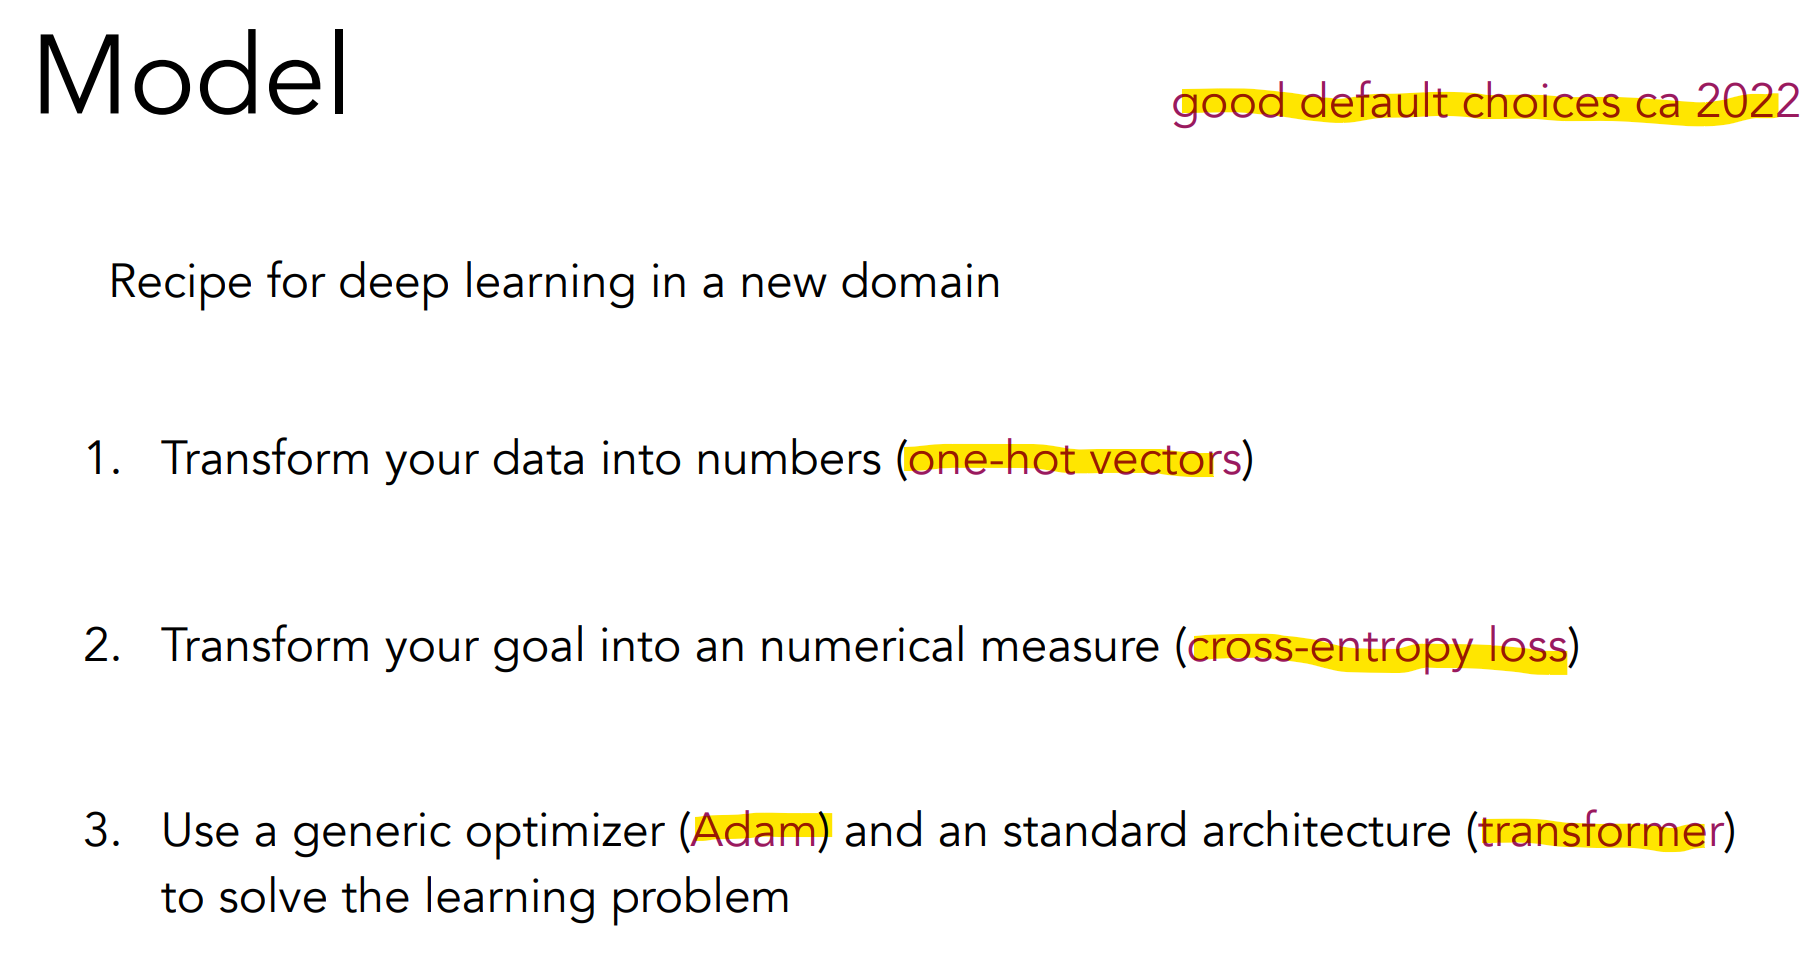 Model
good default choices ca 2022
Recipe for deep learning in a new domain
1. Transform your data into numbers (one-hot vectors)
2. Transform your goal into an numerical measure (cross-entropy loss)
3. Use a generic optimizer (Adam) and an standard architecture (transformer)
to solve the learning problem